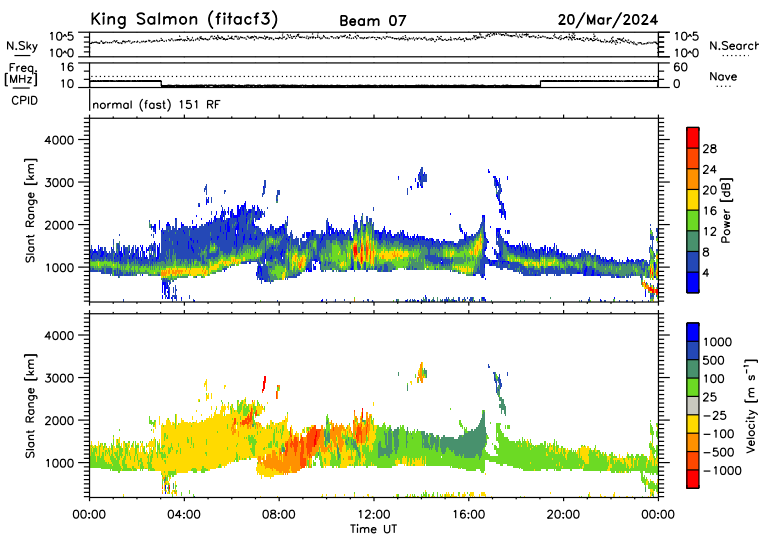 King Salmon (fitacf3) Beam 07 20/Mar/2024
N.Sky 10^5 10^0 10^5 10^0 N.Search
Freq [MHz] 16 10 60 0 Nave
CPID normal (fast) 151 RF
Slant Range [km] 4000 3000 2000 1000
28 24 20 16 12 8 4 Power [dB]
Slant Range [km] 4000 3000 2000 1000
1000 500 100 25 −25 −100 −500 −1000 Velocity [m s⁻¹]
00:00 04:00 08:00 12:00 16:00 20:00 00:00
Time UT